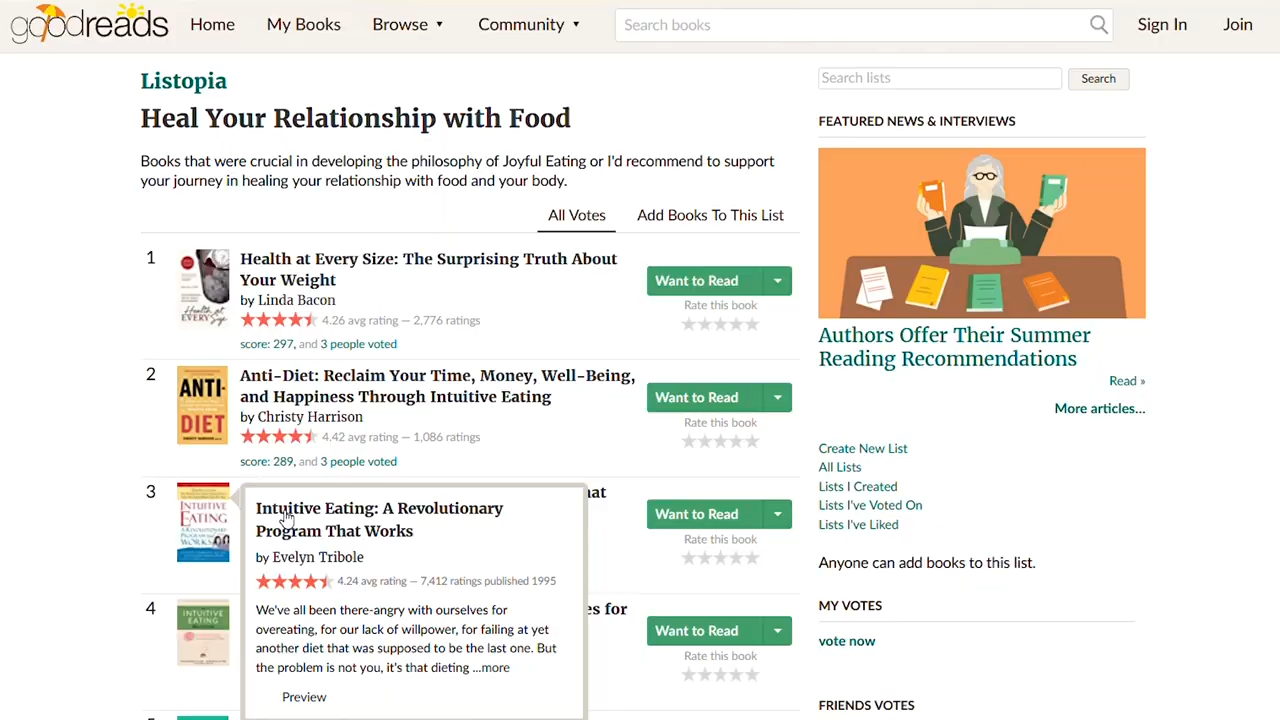 goodreads
Home
My Books
Browse ▼
Community ▼
Search books
Sign In
Join
Listopia
Heal Your Relationship with Food
Books that were crucial in developing the philosophy of Joyful Eating or I'd recommend to support
your journey in healing your relationship with food and your body.
All Votes
Add Books To This List
1
Health at Every Size: The Surprising Truth About
Your Weight
by Linda Bacon
4.26 avg rating — 2,776 ratings
score: 297, and 3 people voted
Want to Read
Rate this book
2
ANTI-
DIET
Anti-Diet: Reclaim Your Time, Money, Well-Being,
and Happiness Through Intuitive Eating
by Christy Harrison
4.42 avg rating — 1,086 ratings
score: 289, and 3 people voted
Want to Read
Rate this book
3
INTUITIVE
EATING
hat
Intuitive Eating: A Revolutionary
Program That Works
by Evelyn Tribole
4.24 avg rating — 7,412 ratings published 1995
We've all been there-angry with ourselves for
overeating, for our lack of willpower, for failing at yet
another diet that was supposed to be the last one. But
the problem is not you, it's that dieting ...more
Preview
Want to Read
Rate this book
4
INTUITIVE
EATING
es for
Want to Read
Rate this book
Search lists
Search
FEATURED NEWS & INTERVIEWS
Authors Offer Their Summer
Reading Recommendations
Read »
More articles...
Create New List
All Lists
Lists I Created
Lists I've Voted On
Lists I've Liked
Anyone can add books to this list.
MY VOTES
vote now
FRIENDS VOTES